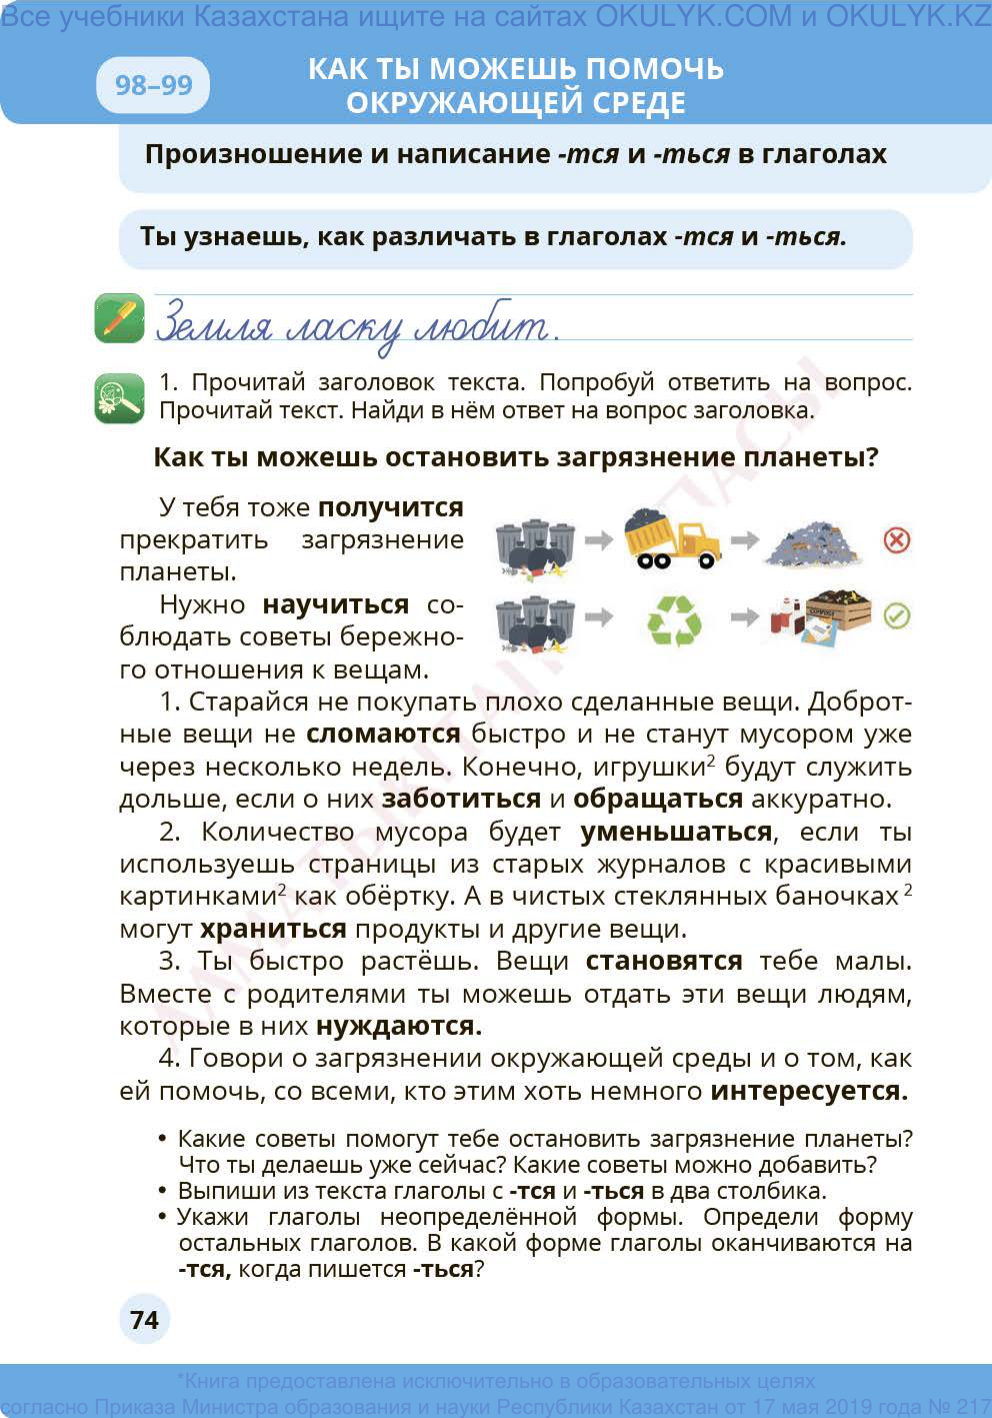 Все учебники Казахстана ищите на сайтах OKULYK.COM и OKULYK.KZ
98–99
КАК ТЫ МОЖЕШЬ ПОМОЧЬ
ОКРУЖАЮЩЕЙ СРЕДЕ
Произношение и написание -тся и -ться в глаголах
Ты узнаешь, как различать в глаголах -тся и -ться.
Земля ласку любит.
1. Прочитай заголовок текста. Попробуй ответить на вопрос.
Прочитай текст. Найди в нём ответ на вопрос заголовка.
Как ты можешь остановить загрязнение планеты?
У тебя тоже получится
прекратить загрязнение
планеты.
Нужно научиться со-
блюдать советы бережно-
го отношения к вещам.
COMPOST
1. Старайся не покупать плохо сделанные вещи. Доброт-
ные вещи не сломаются быстро и не станут мусором уже
через несколько недель. Конечно, игрушки² будут служить
дольше, если о них заботиться и обращаться аккуратно.
2. Количество мусора будет уменьшаться, если ты
используешь страницы из старых журналов с красивыми
картинками² как обёртку. А в чистых стеклянных баночках ²
могут храниться продукты и другие вещи.
3. Ты быстро растёшь. Вещи становятся тебе малы.
Вместе с родителями ты можешь отдать эти вещи людям,
которые в них нуждаются.
4. Говори о загрязнении окружающей среды и о том, как
ей помочь, со всеми, кто этим хоть немного интересуется.
• Какие советы помогут тебе остановить загрязнение планеты?
Что ты делаешь уже сейчас? Какие советы можно добавить?
• Выпиши из текста глаголы с -тся и -ться в два столбика.
• Укажи глаголы неопределённой формы. Определи форму
остальных глаголов. В какой форме глаголы оканчиваются на
-тся, когда пишется -ться?
74
*Книга предоставлена исключительно в образовательных целях
согласно Приказа Министра образования и науки Республики Казахстан от 17 мая 2019 года № 217